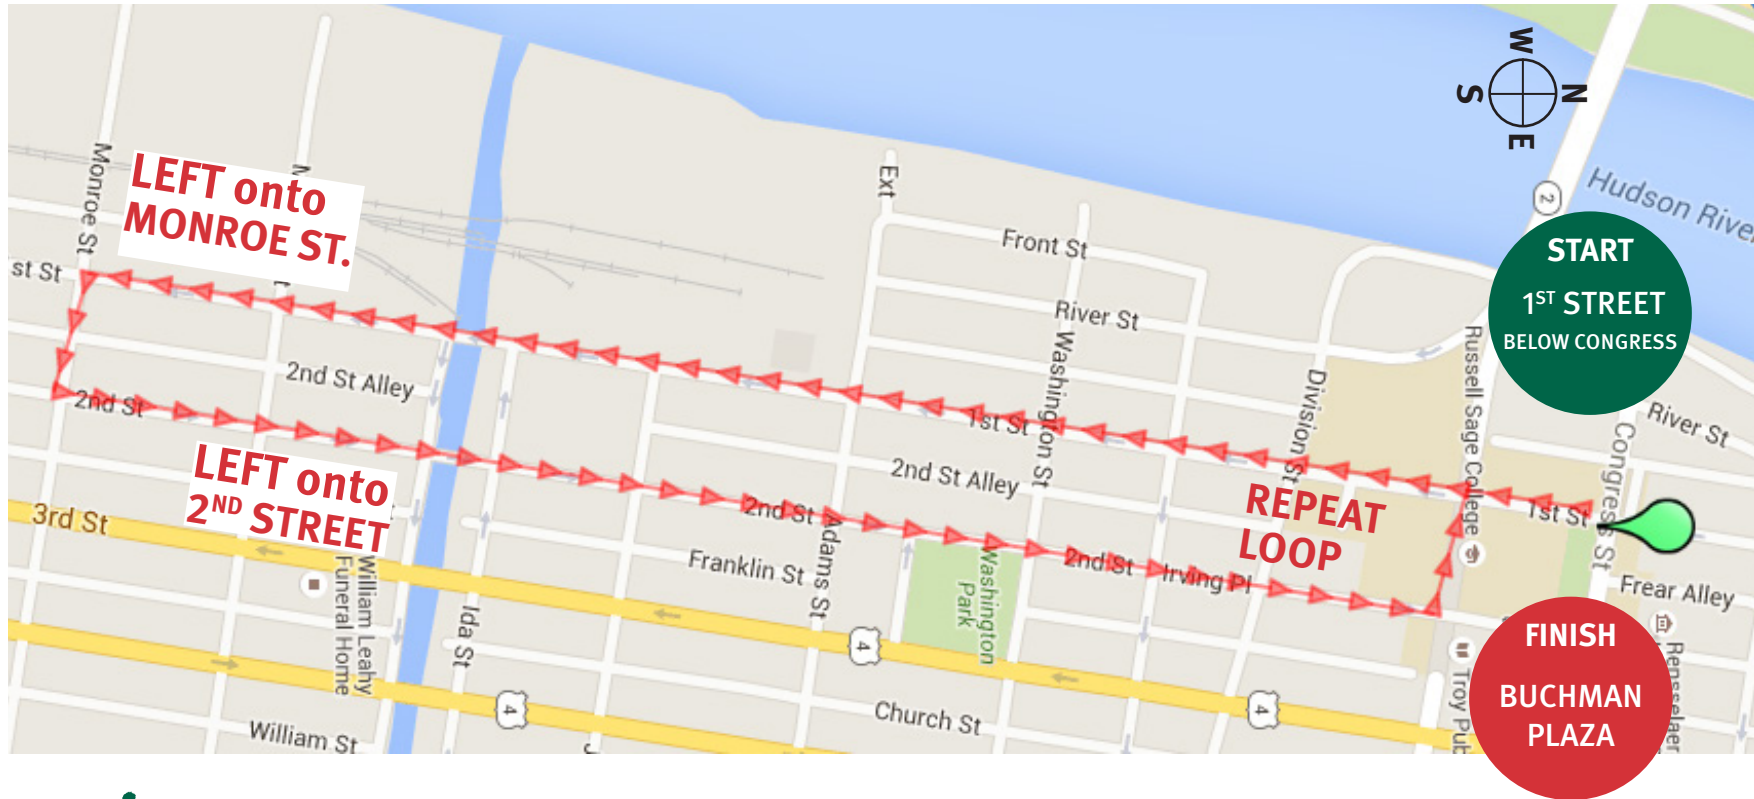 W
N
S
E
Hudson River
2
Monroe St
LEFT onto
MONROE ST.
Ext
Front St
START
1ST STREET
BELOW CONGRESS
st St
River St
2nd St Alley
Washington St
Division St
Russell Sage College
River St
Congress St
2nd St
1st St
LEFT onto
2ND STREET
2nd St Alley
REPEAT
LOOP
1st St
3rd St
2nd St
Adams St
Franklin St
Washington
Park
2nd St
Irving Pl
Frear Alley
William Leahy
Funeral Home
Ida St
4
FINISH
BUCHMAN
PLAZA
Rensselaer
Troy Pub
4
4
Church St
William St